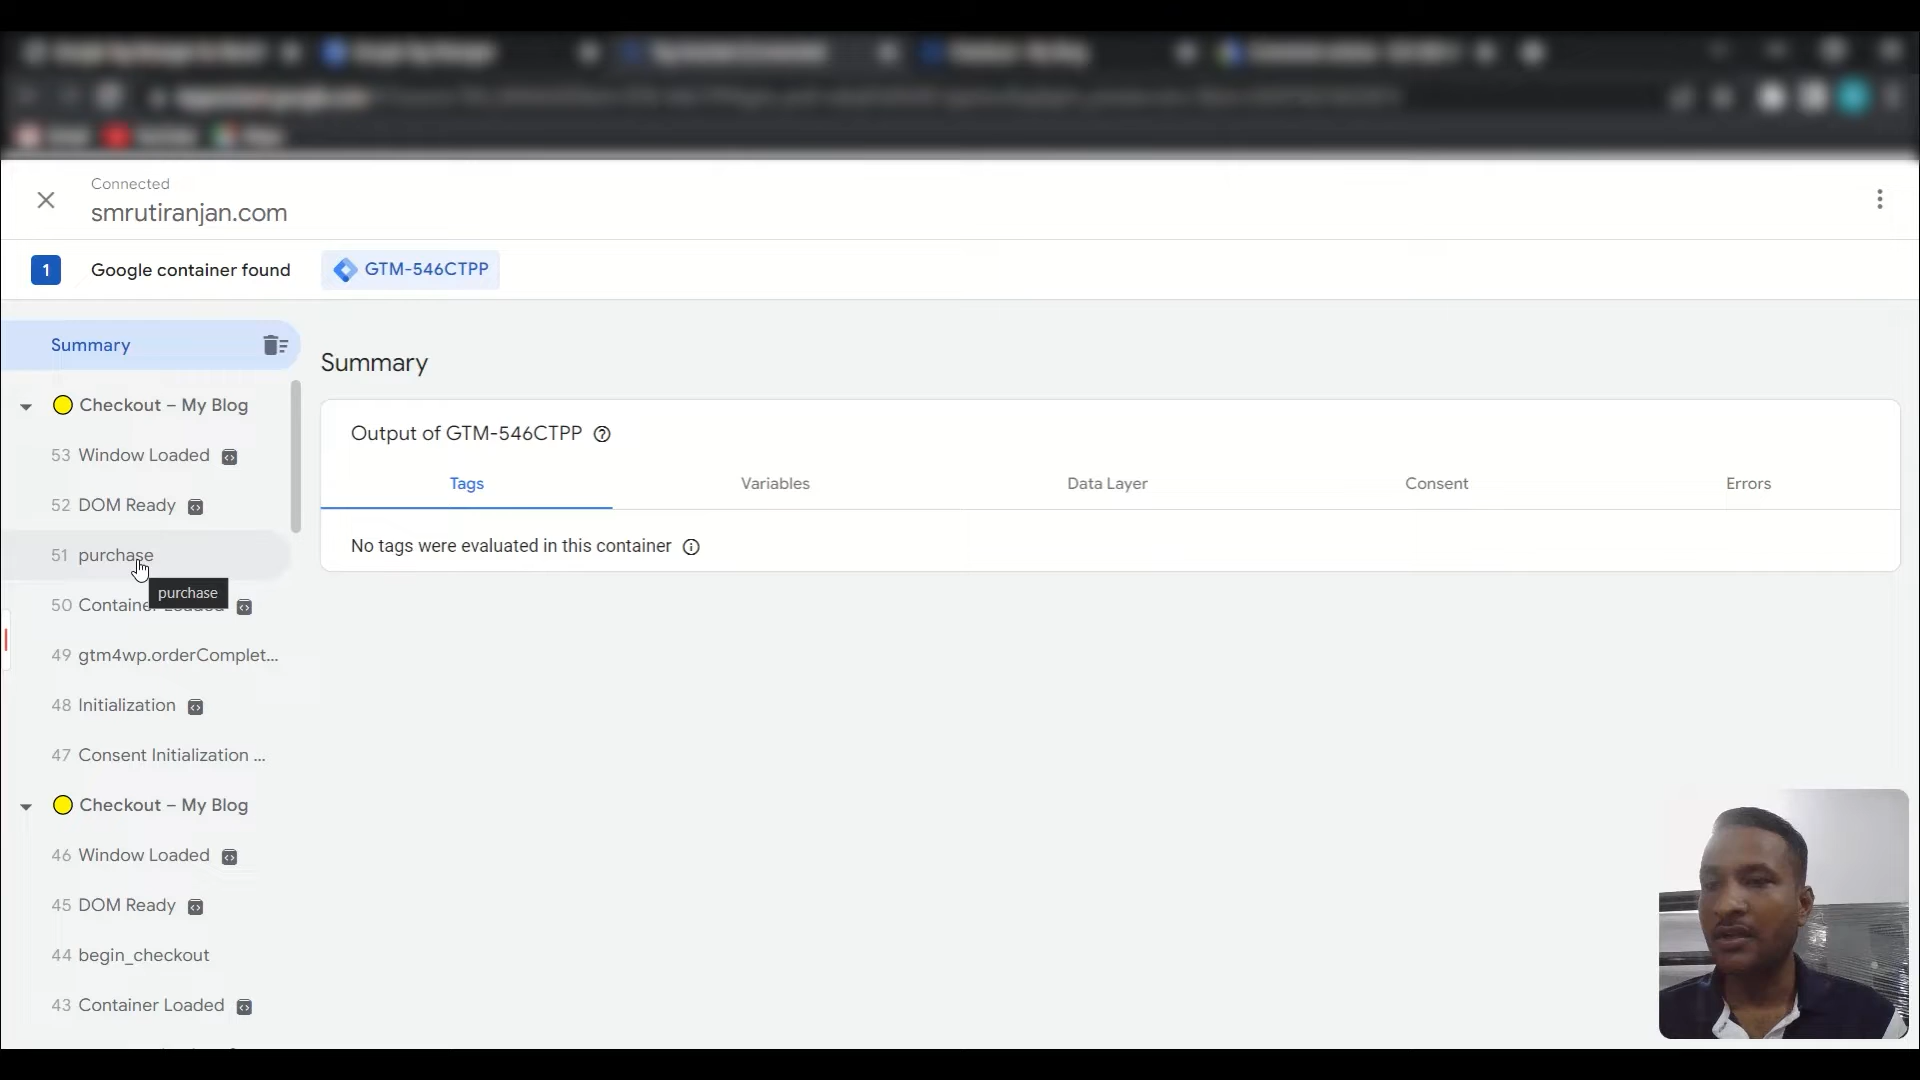 Connected
smrutiranjan.com
1 Google container found GTM-546CTPP
Summary
Summary
Checkout – My Blog
53 Window Loaded
52 DOM Ready
51 purchase
purchase
50
49 gtm4wp.orderComplet...
48 Initialization
47 Consent Initialization ...
Checkout – My Blog
46 Window Loaded
45 DOM Ready
44 begin_checkout
43 Container Loaded
Output of GTM-546CTPP
Tags Variables Data Layer Consent Errors
No tags were evaluated in this container